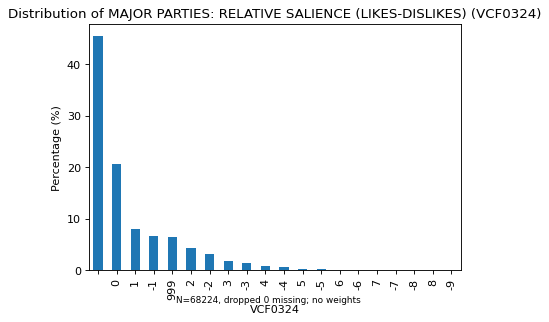 Distribution of MAJOR PARTIES: RELATIVE SALIENCE (LIKES-DISLIKES) (VCF0324)
Percentage (%)
40
30
20
10
0
0 1 -1 999 2 -2 3 -3 4 -4 5 -5 6 -6 7 -7 -8 8 -9
N=68224, dropped 0 missing; no weights
VCF0324